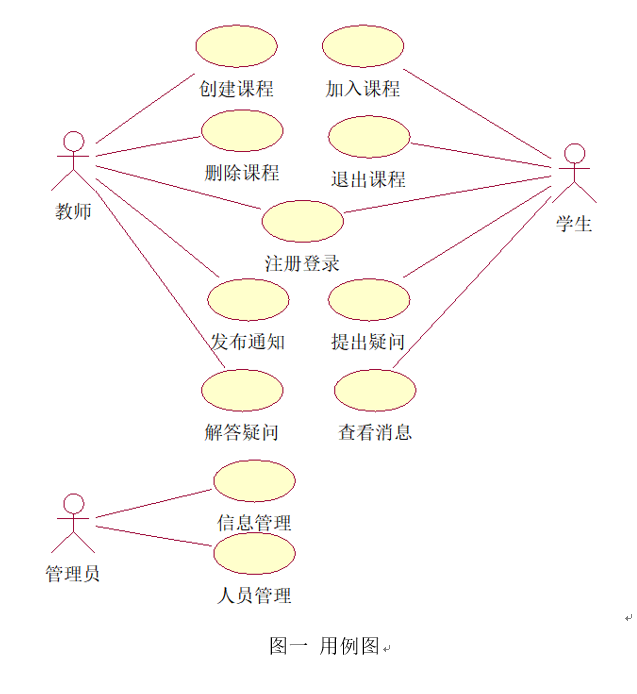 创建课程
加入课程
删除课程
退出课程
教师
学生
注册登录
发布通知
提出疑问
解答疑问
查看消息
信息管理
管理员
人员管理
图一 用例图